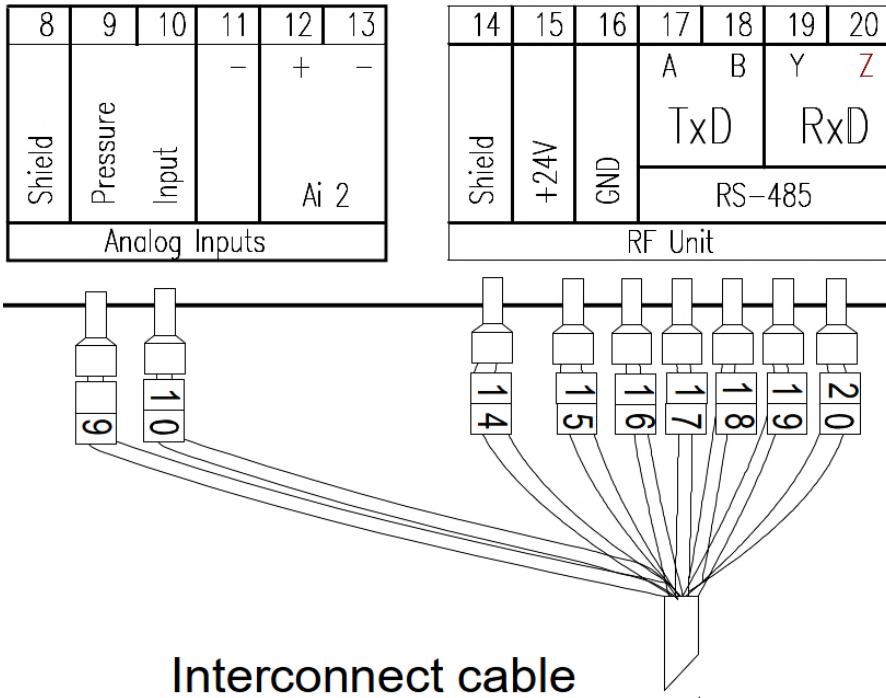 8 9 10 11 12 13
− + −
Shield
Pressure
Input
Ai 2
Analog Inputs
14 15 16 17 18 19 20
A B Y Z
TxD RxD
Shield
+24V
GND
RS-485
RF Unit
9
10
14
15
16
17
18
19
20
Interconnect cable